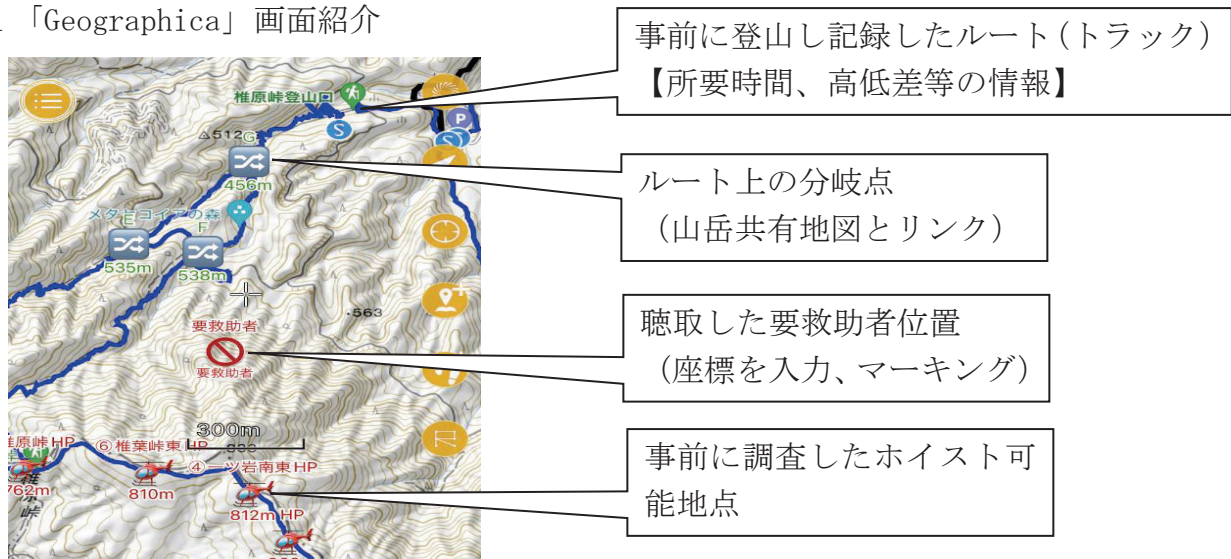 「Geographica」画面紹介
事前に登山し記録したルート(トラック)
【所要時間、高低差等の情報】
椎原峠登山口
P
S
△512
G
456m
ルート上の分岐点
(山岳共有地図とリンク)
メタセコイアの森
E
F
535m
538m
・563
聴取した要救助者位置
(座標を入力、マーキング)
要救助者
要救助者
300m
椎原峠HP
⑥椎葉峠東HP
④一ツ岩南東HP
762m
810m
812m HP
椎原峠
事前に調査したホイスト可
能地点